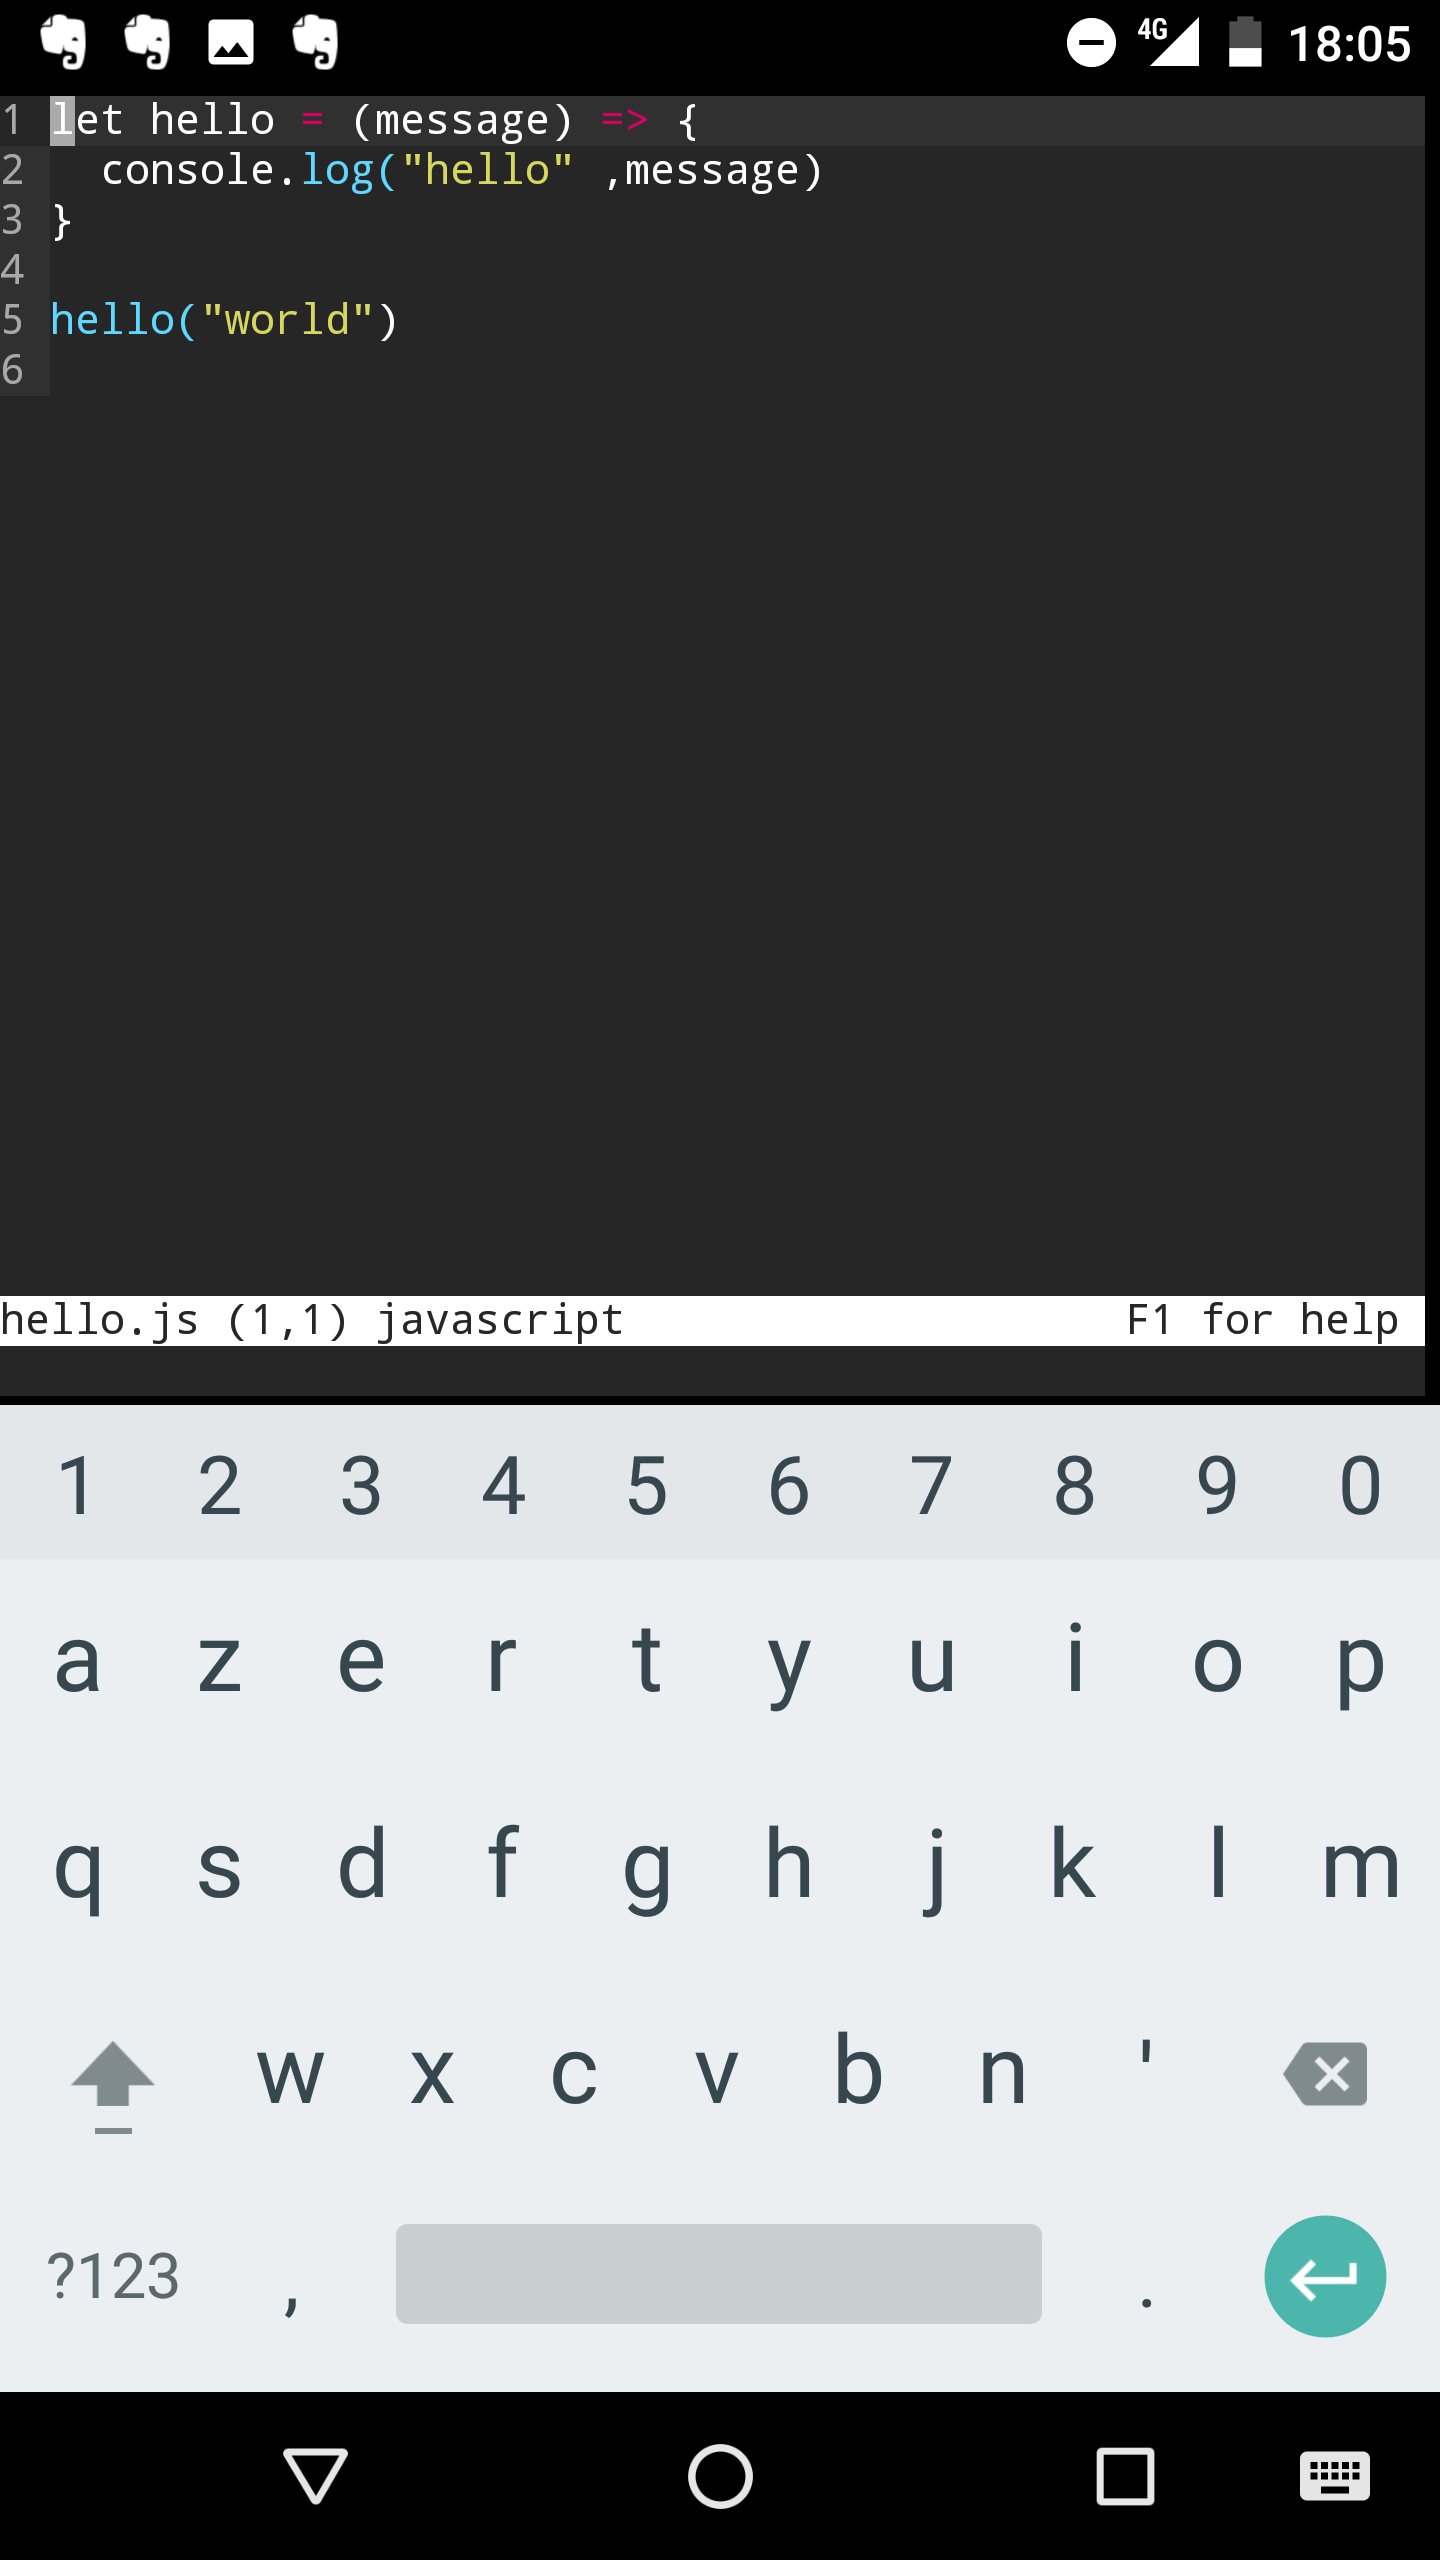 4G 18:05
1 let hello = (message) => {
2   console.log("hello" ,message)
3 }
4
5 hello("world")
6
hello.js (1,1) javascript F1 for help
1 2 3 4 5 6 7 8 9 0
a z e r t y u i o p
q s d f g h j k l m
w x c v b n '
?123 , .